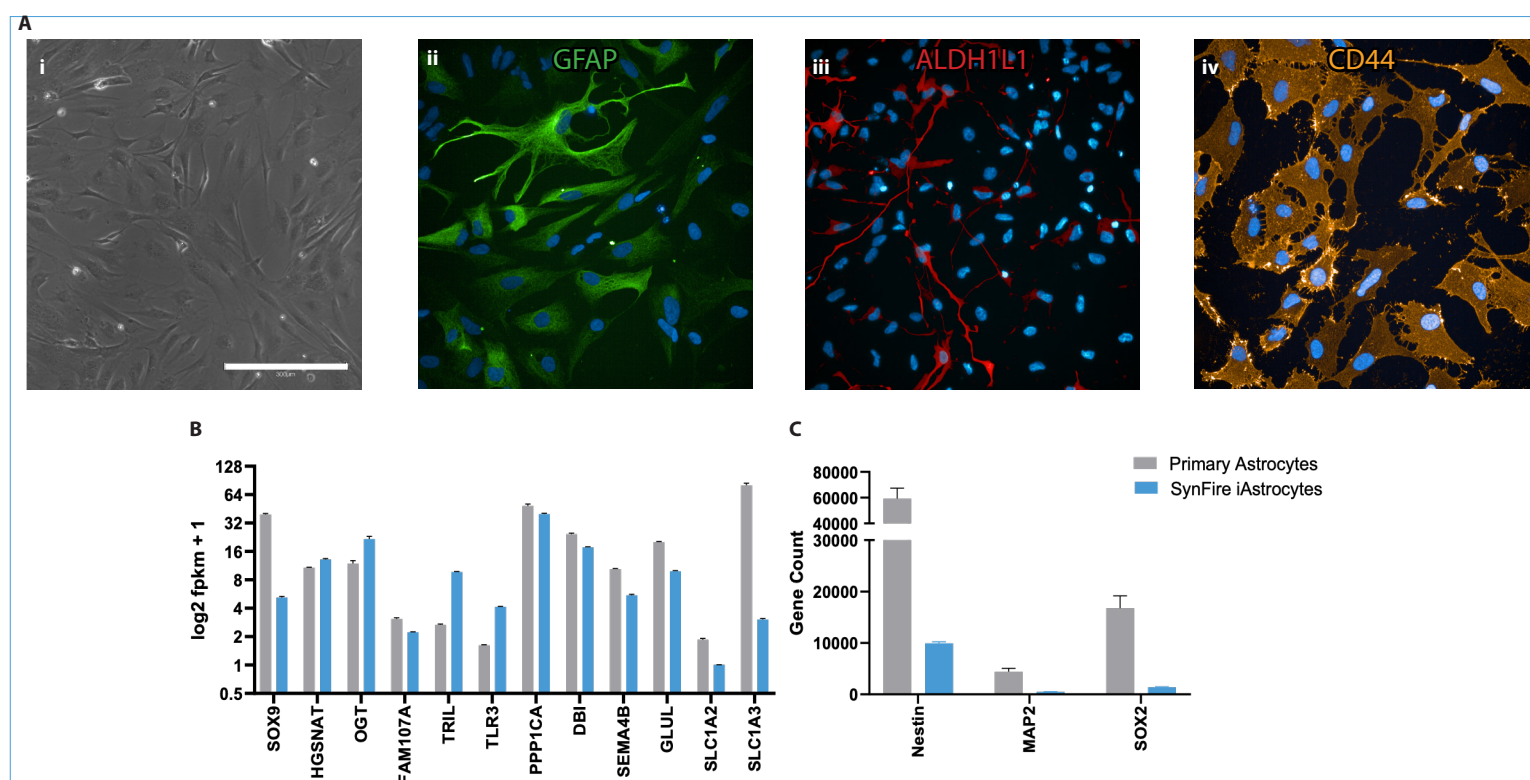 A
i
ii
GFAP
iii
ALDH1L1
iv
CD44
300µm
B
128
64
32
16
8
4
2
1
0.5
log2 fpkm + 1
SOX9
HGSNAT
OGT
FAM107A
TRIL
TLR3
PPP1CA
DBI
SEMA4B
GLUL
SLC1A2
SLC1A3
C
80000
60000
40000
30000
20000
10000
0
Gene Count
Nestin
MAP2
SOX2
Primary Astrocytes
SynFire iAstrocytes